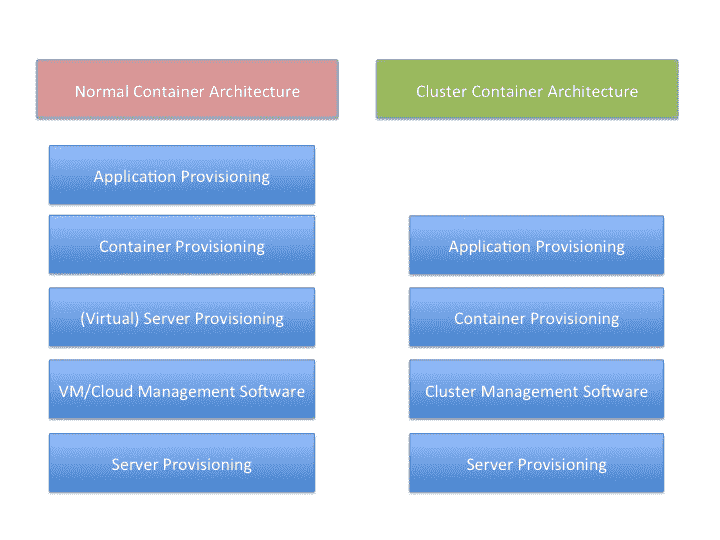 Normal Container Architecture
Cluster Container Architecture
Application Provisioning
Container Provisioning
(Virtual) Server Provisioning
VM/Cloud Management Software
Server Provisioning
Application Provisioning
Container Provisioning
Cluster Management Software
Server Provisioning